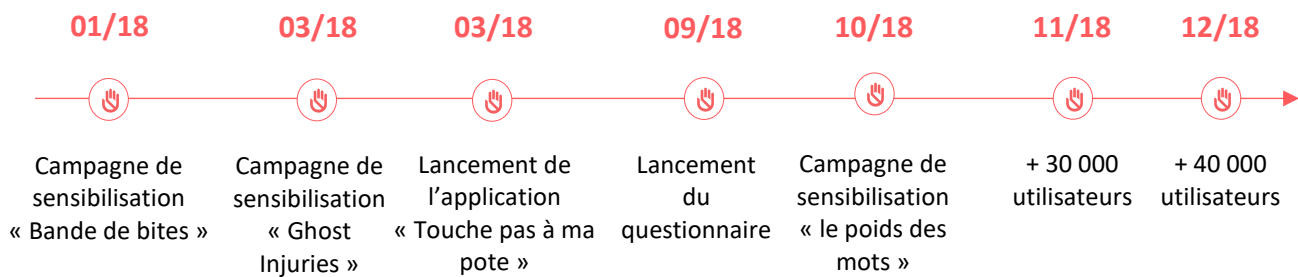 01/18
03/18
03/18
09/18
10/18
11/18
12/18
Campagne de
sensibilisation
« Bande de bites »
Campagne de
sensibilisation
« Ghost
Injuries »
Lancement de
l’application
« Touche pas à ma
pote »
Lancement
du
questionnaire
Campagne de
sensibilisation
« le poids des
mots »
+ 30 000
utilisateurs
+ 40 000
utilisateurs